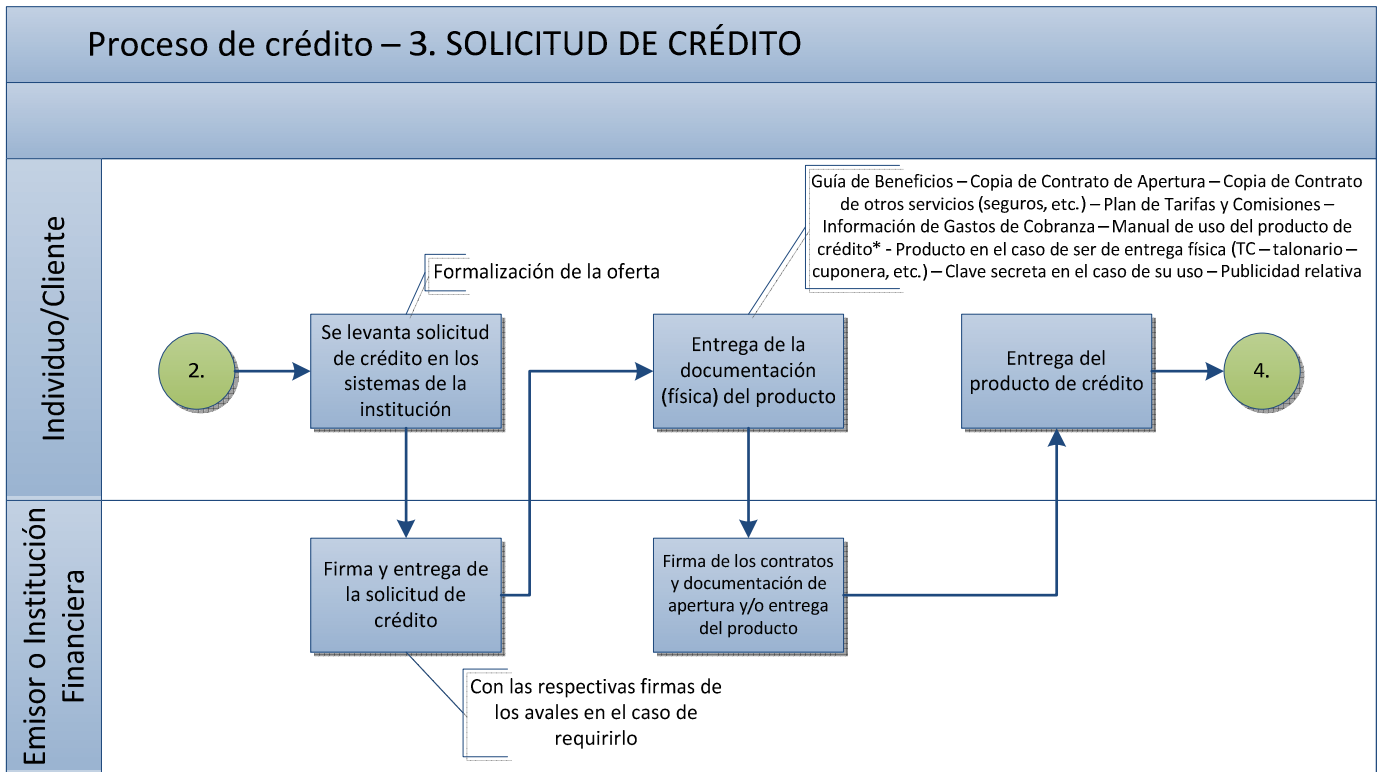 Proceso de crédito – 3. SOLICITUD DE CRÉDITO
Individuo/Cliente
Guía de Beneficios – Copia de Contrato de Apertura – Copia de Contrato
de otros servicios (seguros, etc.) – Plan de Tarifas y Comisiones –
Información de Gastos de Cobranza – Manual de uso del producto de
crédito* - Producto en el caso de ser de entrega física (TC – talonario –
cuponera, etc.) – Clave secreta en el caso de su uso – Publicidad relativa
Formalización de la oferta
2.
Se levanta solicitud
de crédito en los
sistemas de la
institución
Entrega de la
documentación
(física) del producto
Entrega del
producto de crédito
4.
Emisor o Institución
Financiera
Firma y entrega de
la solicitud de
crédito
Firma de los contratos
y documentación de
apertura y/o entrega
del producto
Con las respectivas firmas de
los avales en el caso de
requirirlo